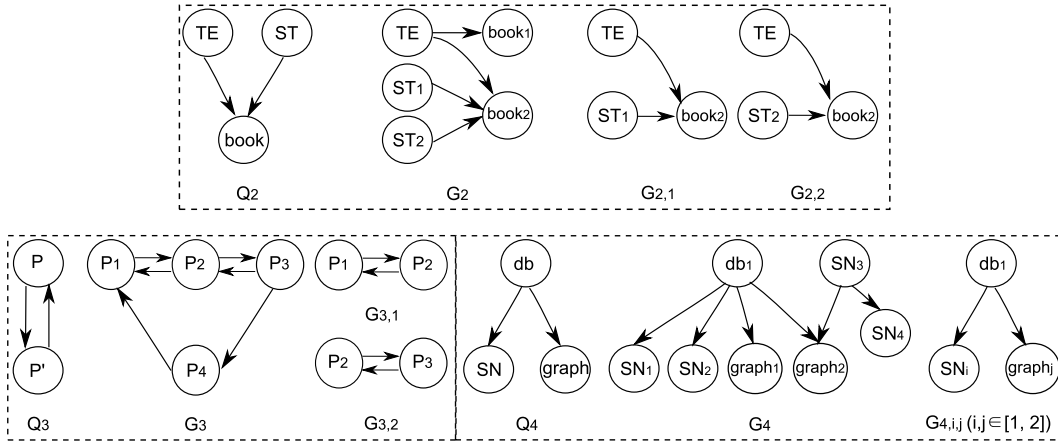 TE ST TE book1 TE TE
ST1
ST2 book2 ST1 book2 ST2 book2
book
Q2 G2 G2,1 G2,2
P P1 P2 P3 P1 P2
G3,1
P' P4 P2 P3
Q3 G3 G3,2
db db1 SN3 db1
SN4
SN graph SN1 SN2 graph1 graph2 SNi graphj
Q4 G4 G4,i,j (i,j∈[1, 2])